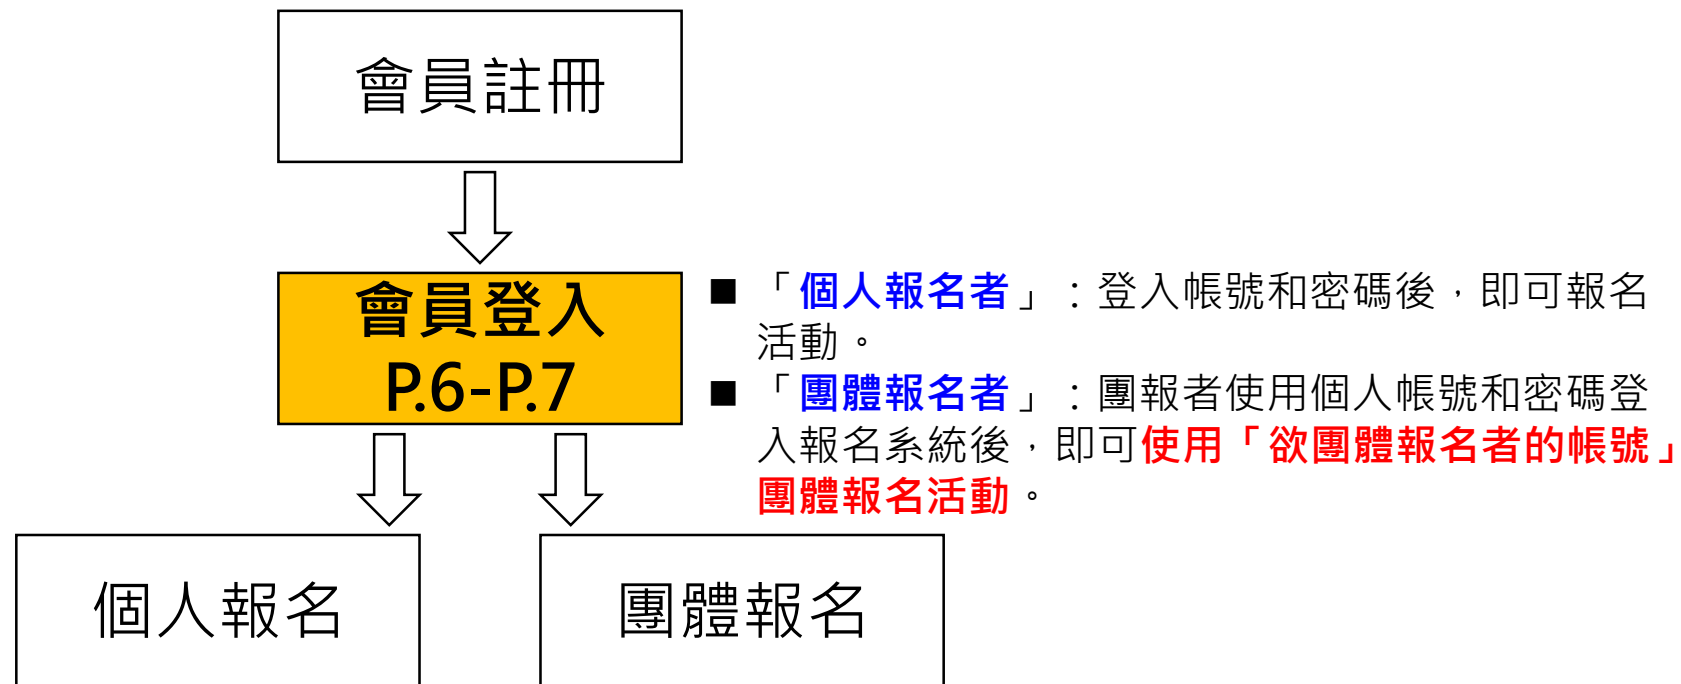 會員註冊
會員登入
P.6-P.7
■ 「個人報名者」：登入帳號和密碼後，即可報名
活動。
■ 「團體報名者」：團報者使用個人帳號和密碼登
入報名系統後，即可使用「欲團體報名者的帳號」
團體報名活動。
個人報名
團體報名